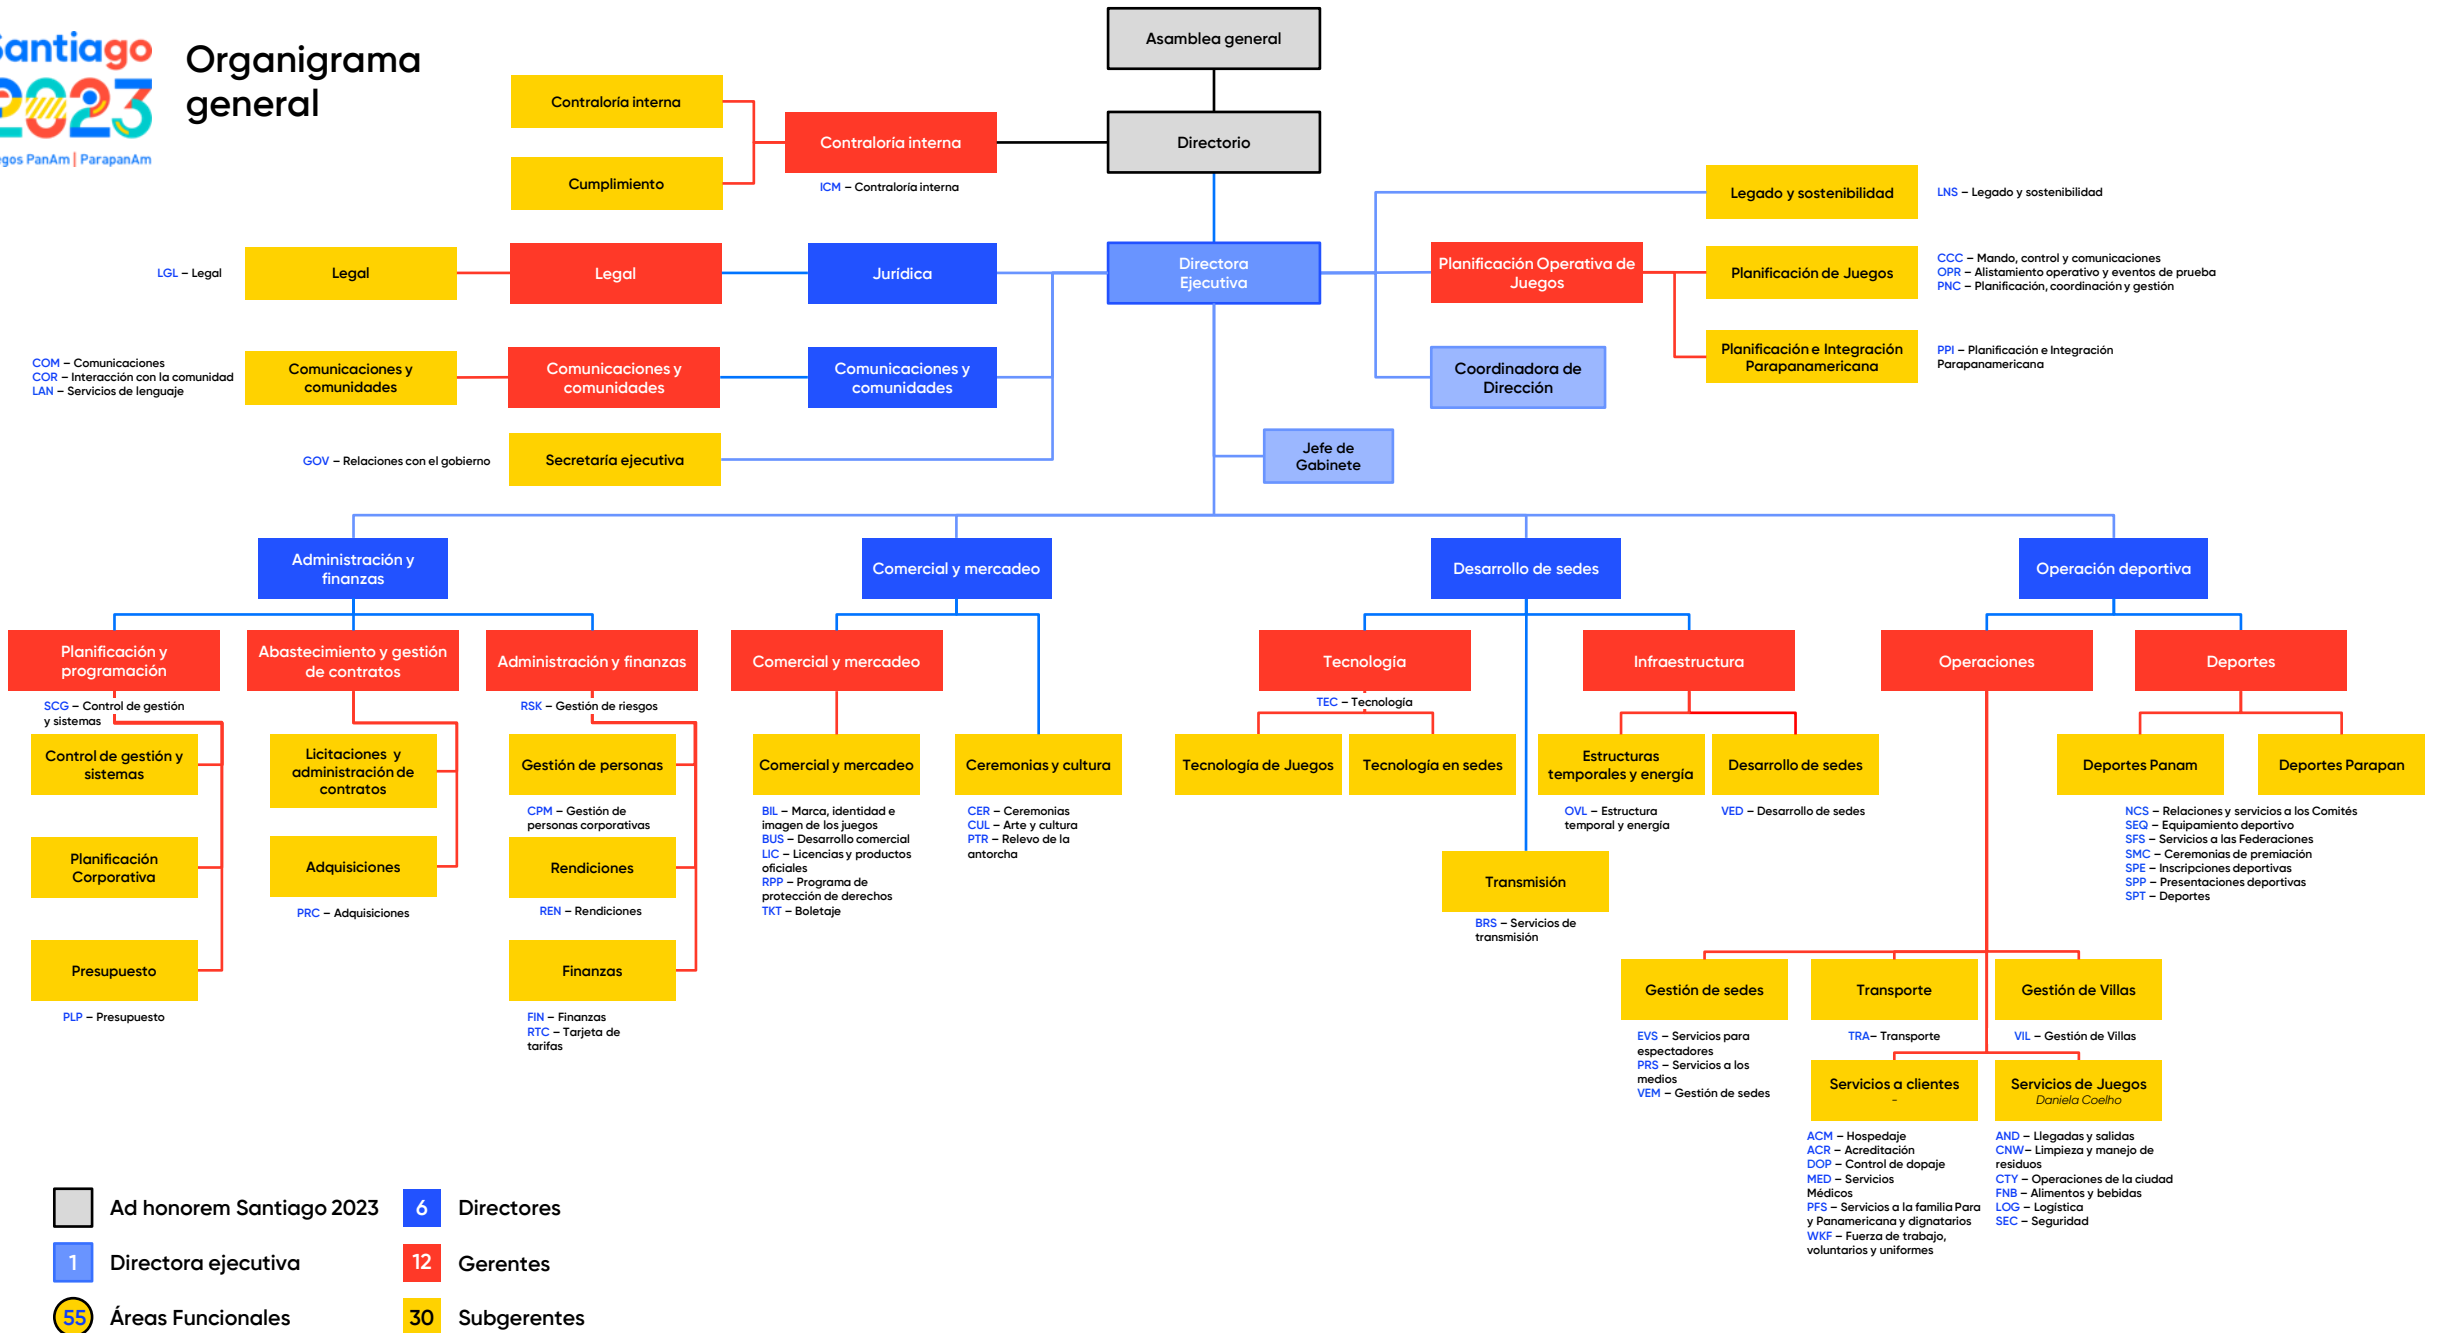 Santiago
2023
Juegos PanAm | ParapanAm
Organigrama
general
Asamblea general
Directorio
Contraloría interna
Cumplimiento
Contraloría interna
ICM – Contraloría interna
Legado y sostenibilidad
LNS – Legado y sostenibilidad
LGL – Legal
Legal
Legal
Jurídica
Directora
Ejecutiva
Planificación Operativa de
Juegos
Planificación de Juegos
CCC – Mando, control y comunicaciones
OPR – Alistamiento operativo y eventos de prueba
PNC – Planificación, coordinación y gestión
Planificación e Integración
Parapanamericana
PPI – Planificación e Integración
Parapanamericana
COM – Comunicaciones
COR – Interacción con la comunidad
LAN – Servicios de lenguaje
Comunicaciones y
comunidades
Comunicaciones y
comunidades
Comunicaciones y
comunidades
Coordinadora de
Dirección
GOV – Relaciones con el gobierno
Secretaría ejecutiva
Jefe de
Gabinete
Administración y
finanzas
Comercial y mercadeo
Desarrollo de sedes
Operación deportiva
Planificación y
programación
Abastecimiento y gestión
de contratos
Administración y finanzas
Comercial y mercadeo
Tecnología
Infraestructura
Operaciones
Deportes
SCG – Control de gestión
y sistemas
RSK – Gestión de riesgos
TEC – Tecnología
Control de gestión y
sistemas
Licitaciones y
administración de
contratos
Gestión de personas
Comercial y mercadeo
Ceremonias y cultura
Tecnología de Juegos
Tecnología en sedes
Estructuras
temporales y energía
Desarrollo de sedes
Deportes Panam
Deportes Parapan
CPM – Gestión de
personas corporativas
BIL – Marca, identidad e
imagen de los juegos
BUS – Desarrollo comercial
LIC – Licencias y productos
oficiales
RPP – Programa de
protección de derechos
TKT – Boletaje
CER – Ceremonias
CUL – Arte y cultura
PTR – Relevo de la
antorcha
OVL – Estructura
temporal y energía
VED – Desarrollo de sedes
NCS – Relaciones y servicios a los Comités
SEQ – Equipamiento deportivo
SFS – Servicios a las Federaciones
SMC – Ceremonias de premiación
SPE – Inscripciones deportivas
SPP – Presentaciones deportivas
SPT – Deportes
Planificación
Corporativa
Adquisiciones
PRC – Adquisiciones
Rendiciones
REN – Rendiciones
Transmisión
BRS – Servicios de
transmisión
Presupuesto
PLP – Presupuesto
Finanzas
FIN – Finanzas
RTC – Tarjeta de
tarifas
Gestión de sedes
Transporte
Gestión de Villas
EVS – Servicios para
espectadores
PRS – Servicios a los
medios
VEM – Gestión de sedes
TRA– Transporte
VIL – Gestión de Villas
Servicios a clientes
-
Servicios de Juegos
Daniela Coelho
ACM – Hospedaje
ACR – Acreditación
DOP – Control de dopaje
MED – Servicios
Médicos
PFS – Servicios a la familia Para
y Panamericana y dignatarios
WKF – Fuerza de trabajo,
voluntarios y uniformes
AND – Llegadas y salidas
CNW– Limpieza y manejo de
residuos
CTY – Operaciones de la ciudad
FNB – Alimentos y bebidas
LOG – Logística
SEC – Seguridad
Ad honorem Santiago 2023
6 Directores
1 Directora ejecutiva
12 Gerentes
55 Áreas Funcionales
30 Subgerentes